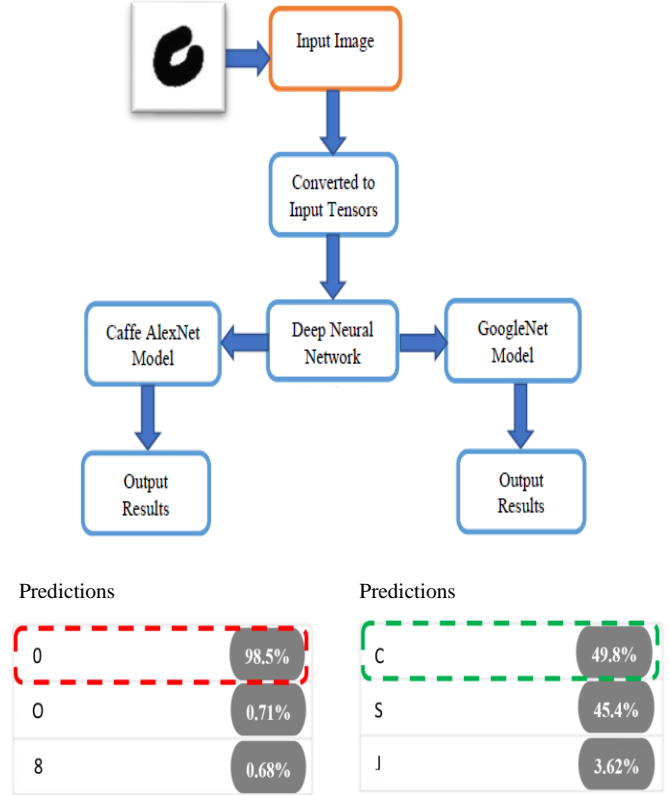 Input Image
Converted to
Input Tensors
Caffe AlexNet
Model
Deep Neural
Network
GoogleNet
Model
Output
Results
Output
Results
Predictions
0 98.5%
O 0.71%
8 0.68%
Predictions
C 49.8%
S 45.4%
J 3.62%